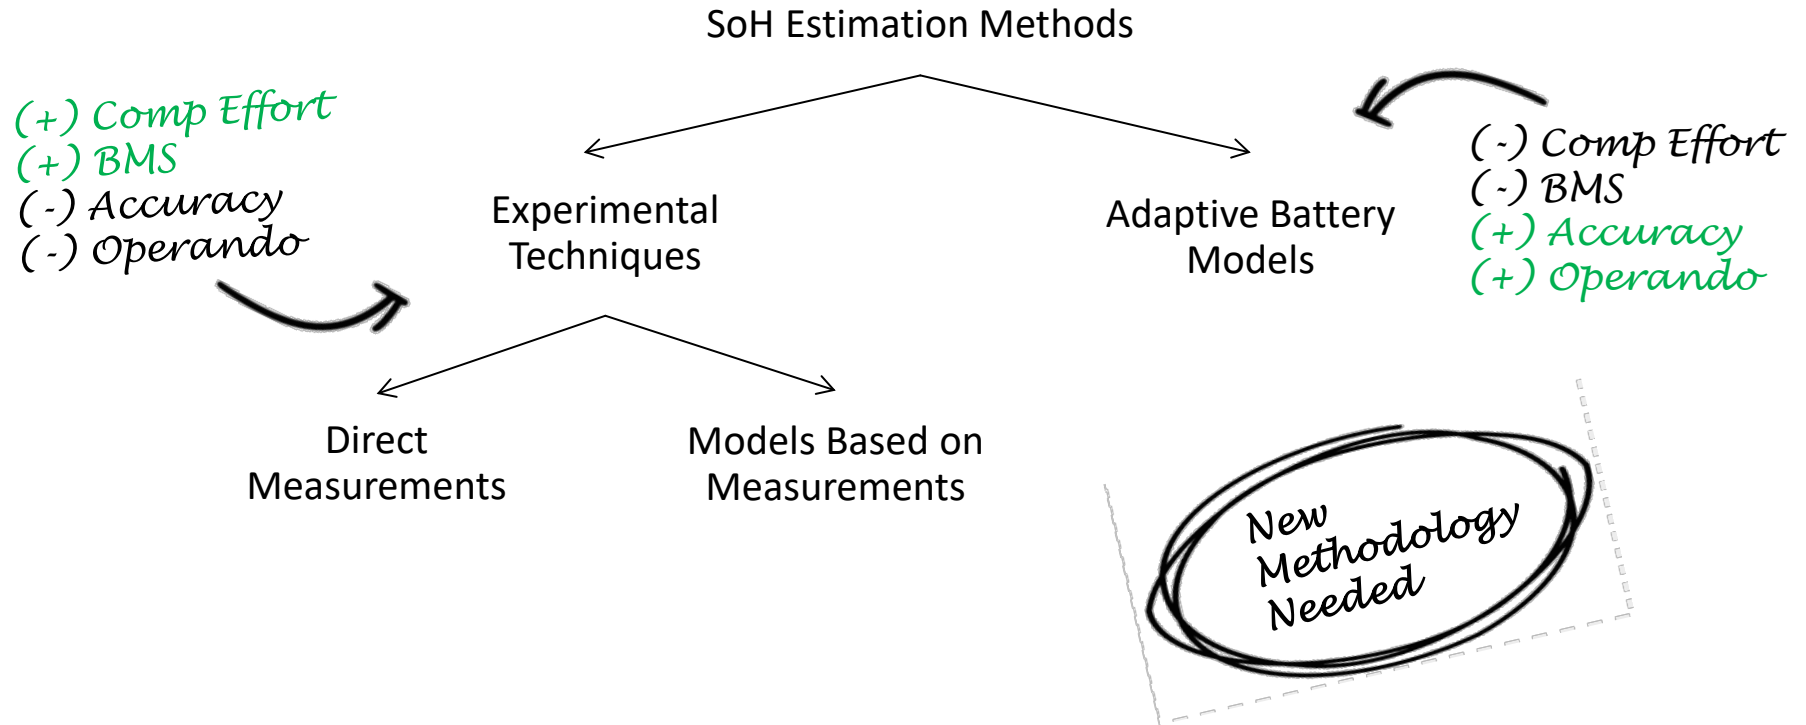 SoH Estimation Methods
(+) Comp Effort
(+) BMS
(-) Accuracy
(-) Operando
Experimental
Techniques
Adaptive Battery
Models
(-) Comp Effort
(-) BMS
(+) Accuracy
(+) Operando
Direct
Measurements
Models Based on
Measurements
New
Methodology
Needed